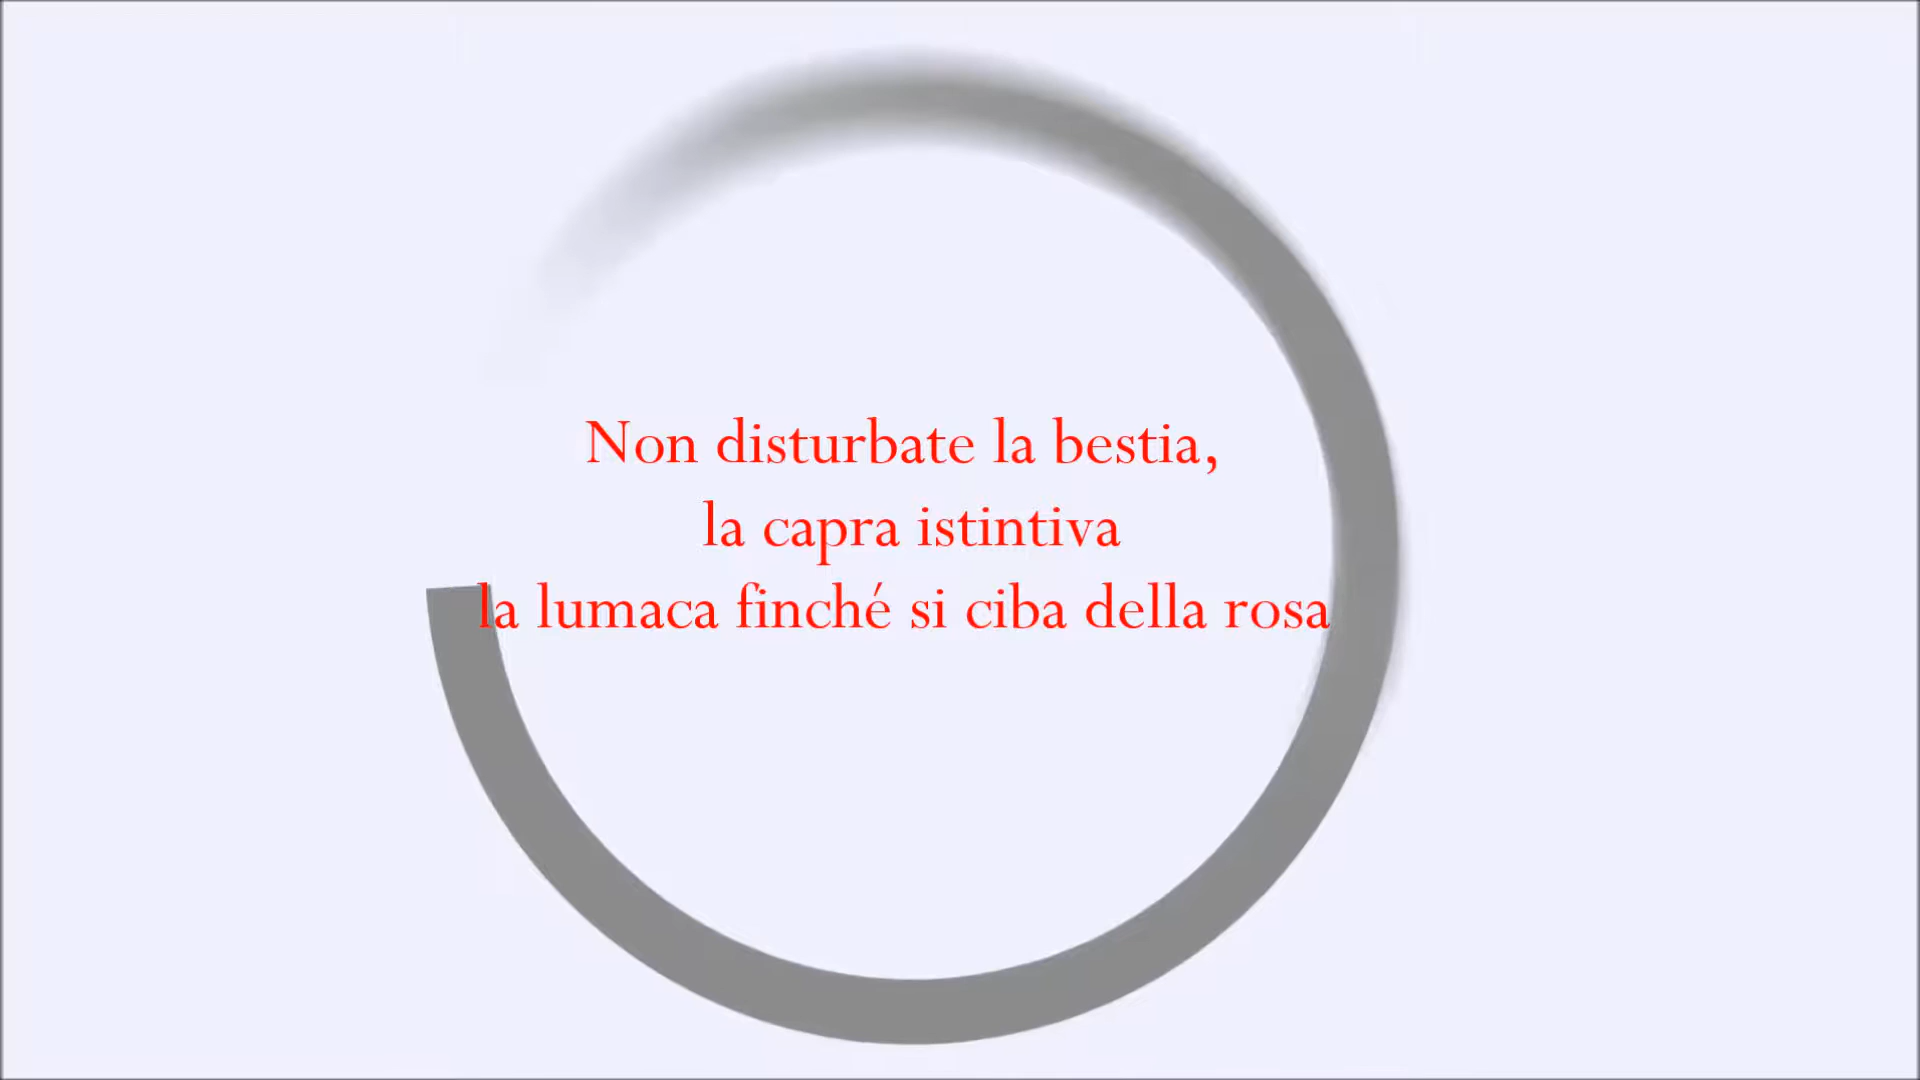 Non disturbate la bestia,
la capra istintiva
la lumaca finché si ciba della rosa